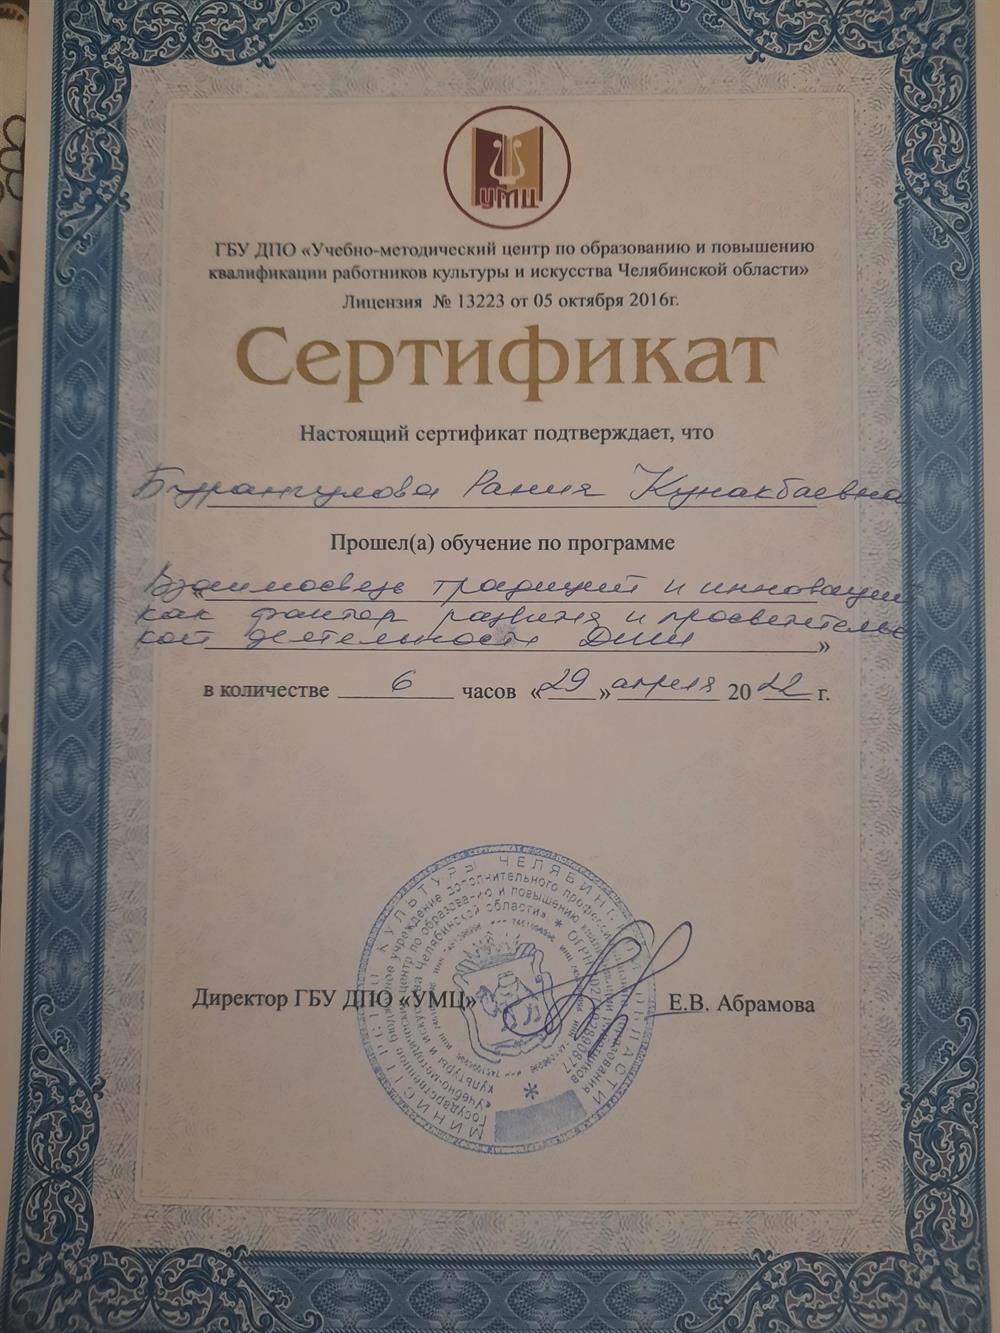 УМЦ
ГБУ ДПО «Учебно-методический центр по образованию и повышению
квалификации работников культуры и искусства Челябинской области»
Лицензия № 13223 от 05 октября 2016г.
Сертификат
Настоящий сертификат подтверждает, что
Бурангулова Рания Кунакбаевна
Прошел(а) обучение по программе
Взаимосвязь традиций и инноваций
как фактор развития и просветительс
кой деятельности ДШИ »
в количестве 6 часов «29» апреля 2022 г.
Директор ГБУ ДПО «УМЦ» Е.В. Абрамова